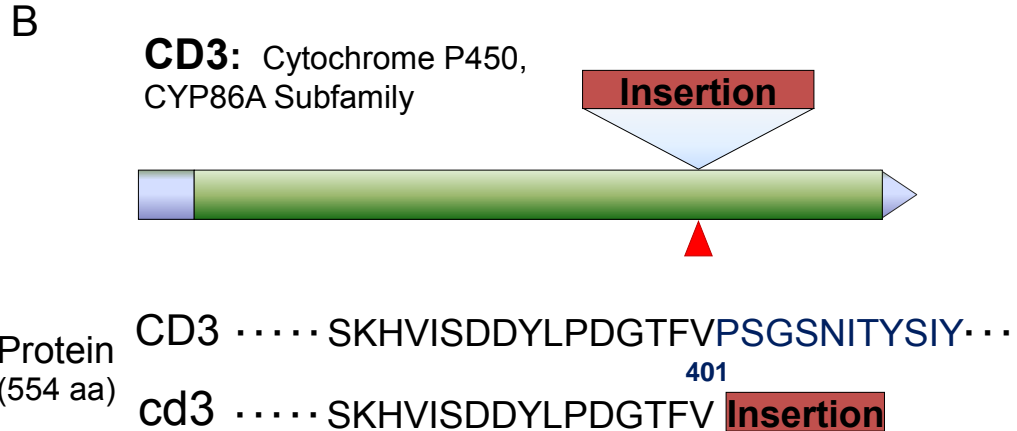 B
CD3: Cytochrome P450,
CYP86A Subfamily
Insertion
Protein
(554 aa)
CD3 ····· SKHVISDDYLPDGTFVPSGSNITYSIY···
401
cd3 ····· SKHVISDDYLPDGTFV Insertion